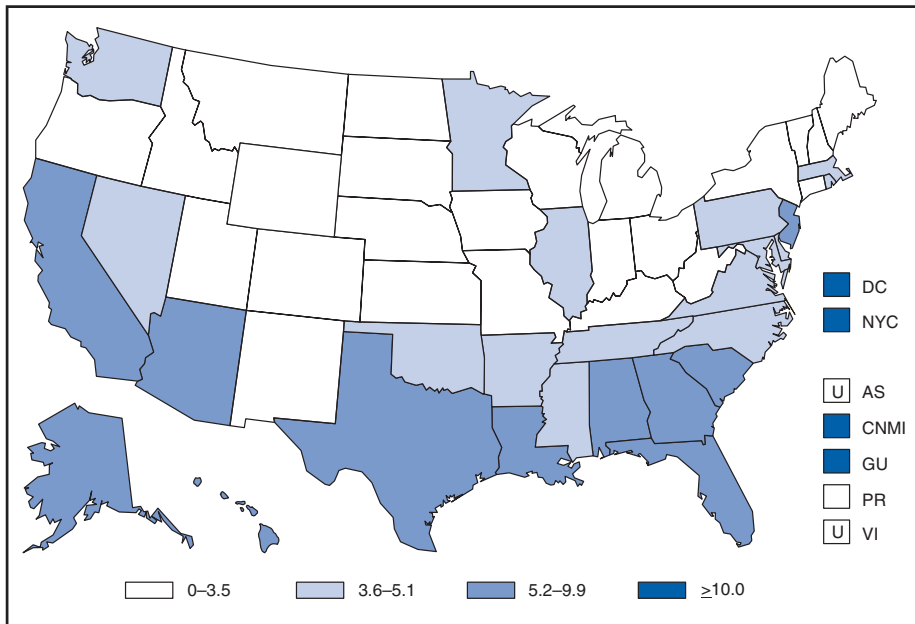 DC
NYC
U AS
CNMI
GU
PR
U VI
0–3.5 3.6–5.1 5.2–9.9 ≥10.0